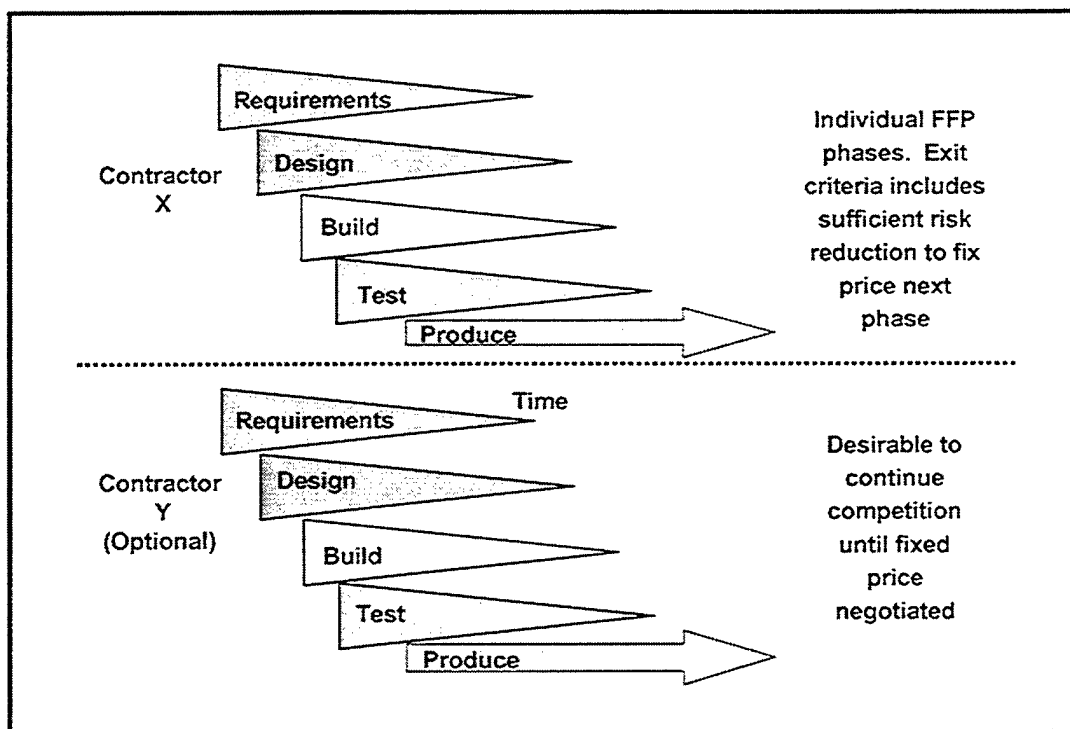 Requirements
Design
Contractor
X
Build
Test
Produce
Individual FFP
phases. Exit
criteria includes
sufficient risk
reduction to fix
price next
phase
Time
Requirements
Design
Contractor
Y
(Optional)
Build
Test
Produce
Desirable to
continue
competition
until fixed
price
negotiated